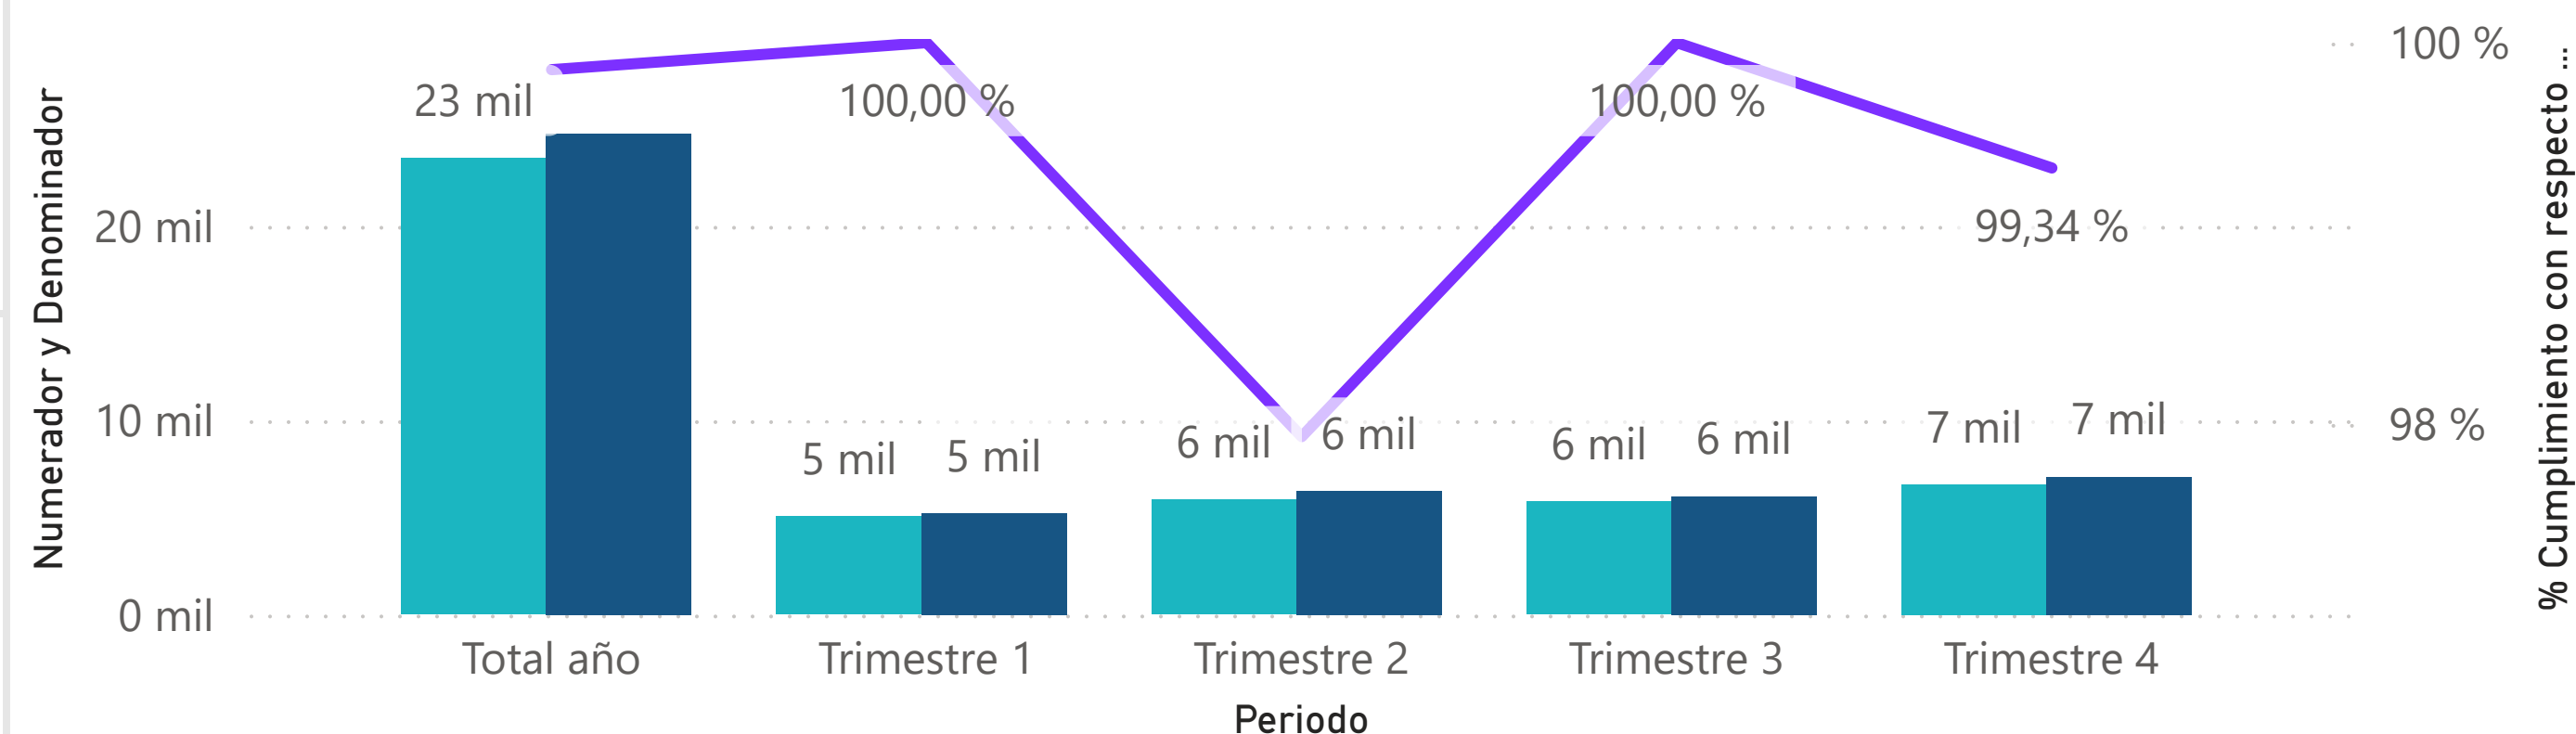 Numerador y Denominador
20 mil
10 mil
0 mil
23 mil
100,00 %
100,00 %
99,34 %
5 mil 5 mil
6 mil 6 mil
6 mil 6 mil
7 mil 7 mil
Total año Trimestre 1 Trimestre 2 Trimestre 3 Trimestre 4
Periodo
100 %
98 %
% Cumplimiento con respecto ...